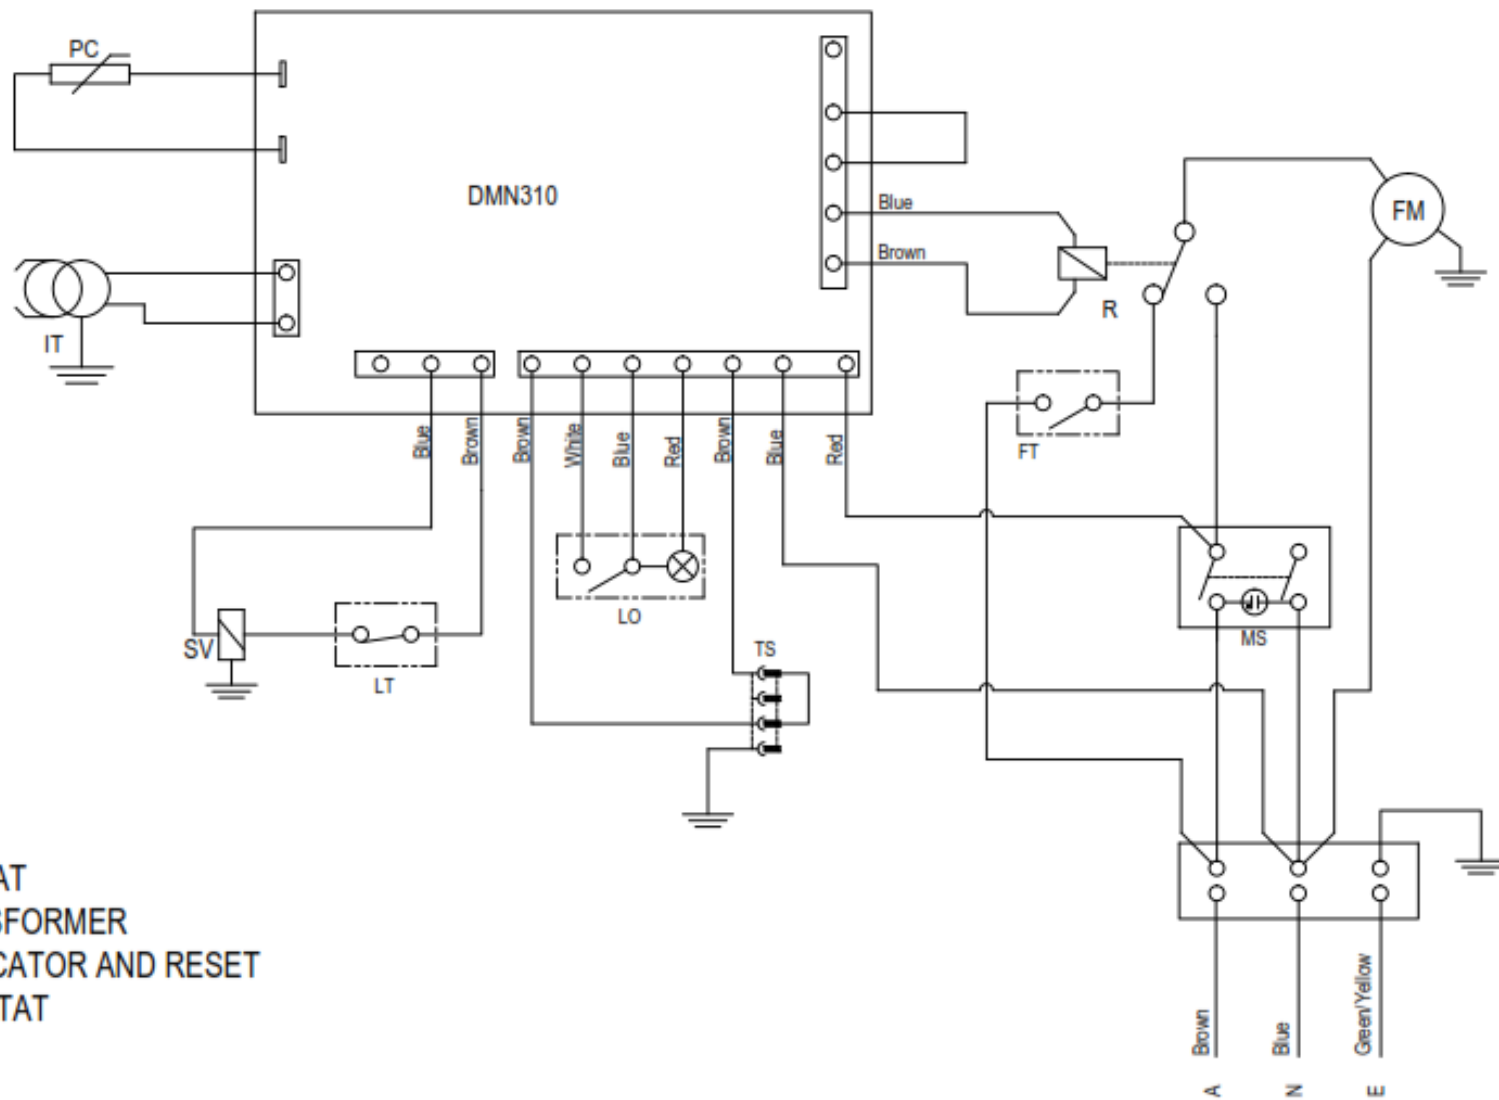 PC
DMN310
Blue
FM
Brown
R
IT
FT
Blue
Brown
Brown
White
Blue
Red
Brown
Blue
Red
LO
MS
SV
LT
TS
AT
SFORMER
CATOR AND RESET
TAT
Brown
Blue
Green/Yellow
A
N
E